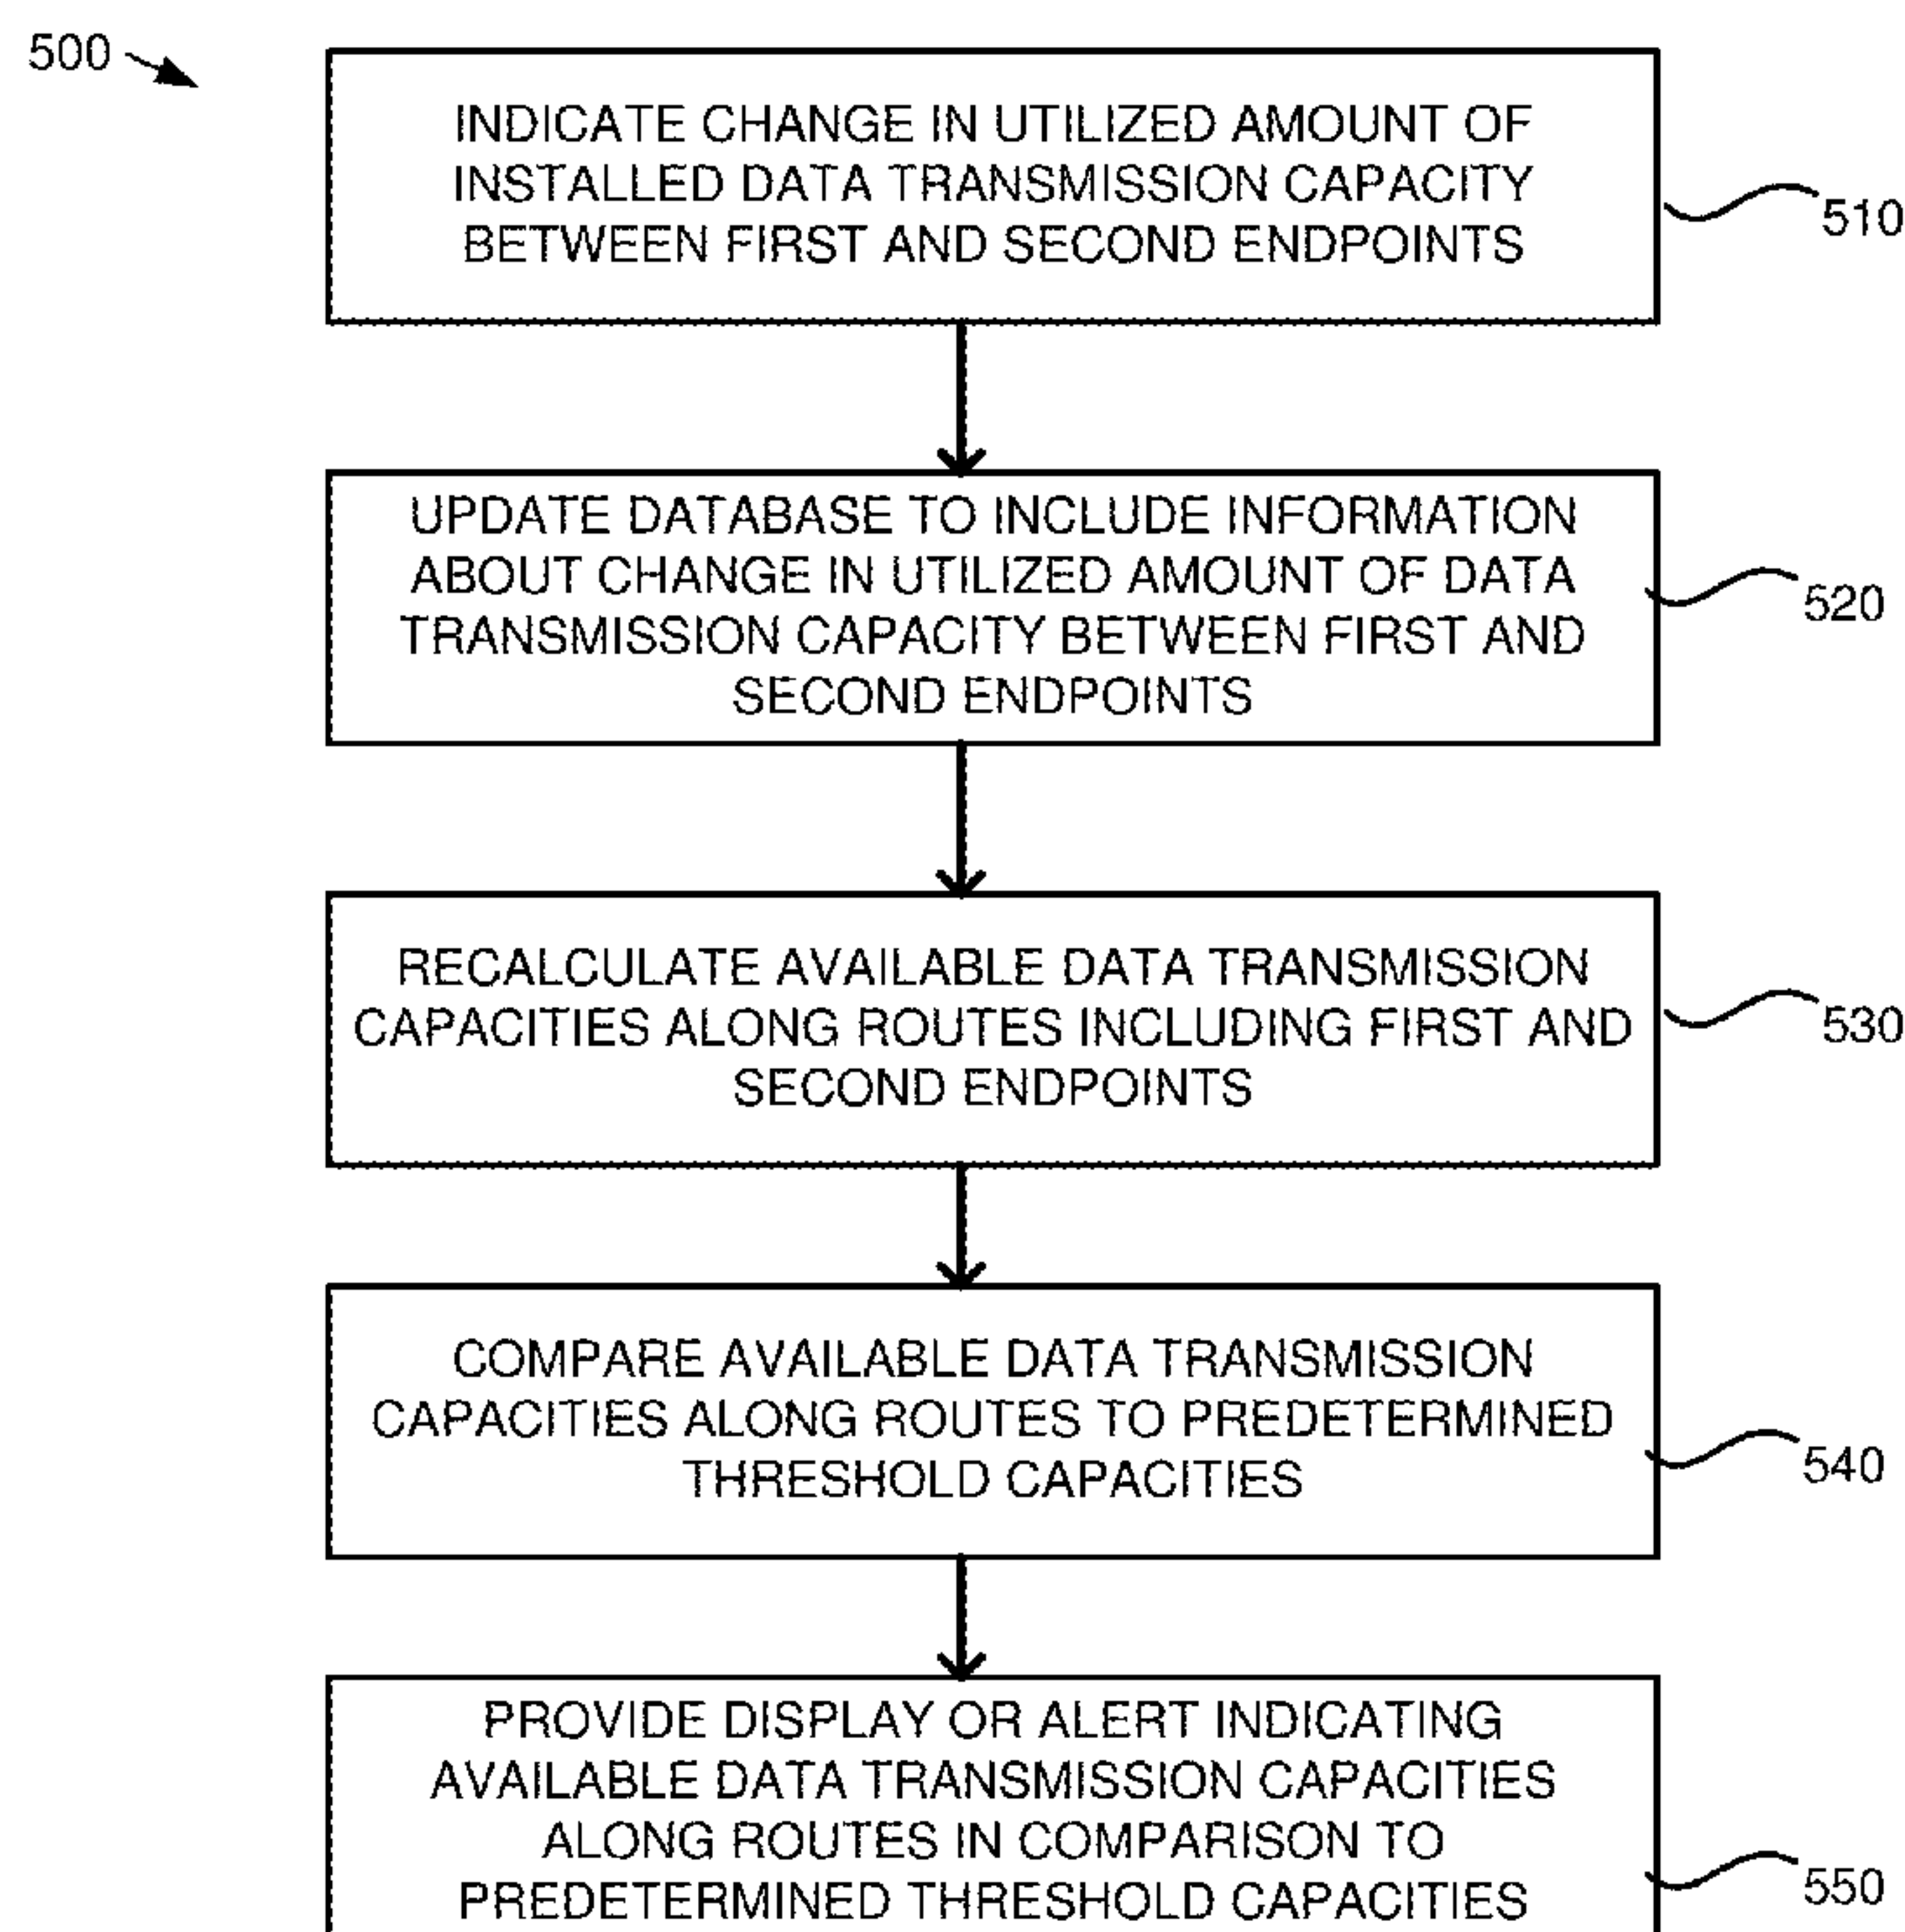 500
INDICATE CHANGE IN UTILIZED AMOUNT OF
INSTALLED DATA TRANSMISSION CAPACITY
BETWEEN FIRST AND SECOND ENDPOINTS
510
UPDATE DATABASE TO INCLUDE INFORMATION
ABOUT CHANGE IN UTILIZED AMOUNT OF DATA
TRANSMISSION CAPACITY BETWEEN FIRST AND
SECOND ENDPOINTS
520
RECALCULATE AVAILABLE DATA TRANSMISSION
CAPACITIES ALONG ROUTES INCLUDING FIRST AND
SECOND ENDPOINTS
530
COMPARE AVAILABLE DATA TRANSMISSION
CAPACITIES ALONG ROUTES TO PREDETERMINED
THRESHOLD CAPACITIES
540
PROVIDE DISPLAY OR ALERT INDICATING
AVAILABLE DATA TRANSMISSION CAPACITIES
ALONG ROUTES IN COMPARISON TO
PREDETERMINED THRESHOLD CAPACITIES
550